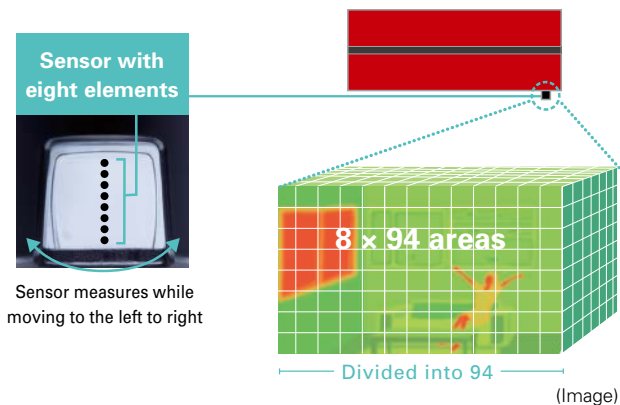 Sensor with
eight elements
Sensor measures while
moving to the left to right
8 × 94 areas
Divided into 94
(Image)